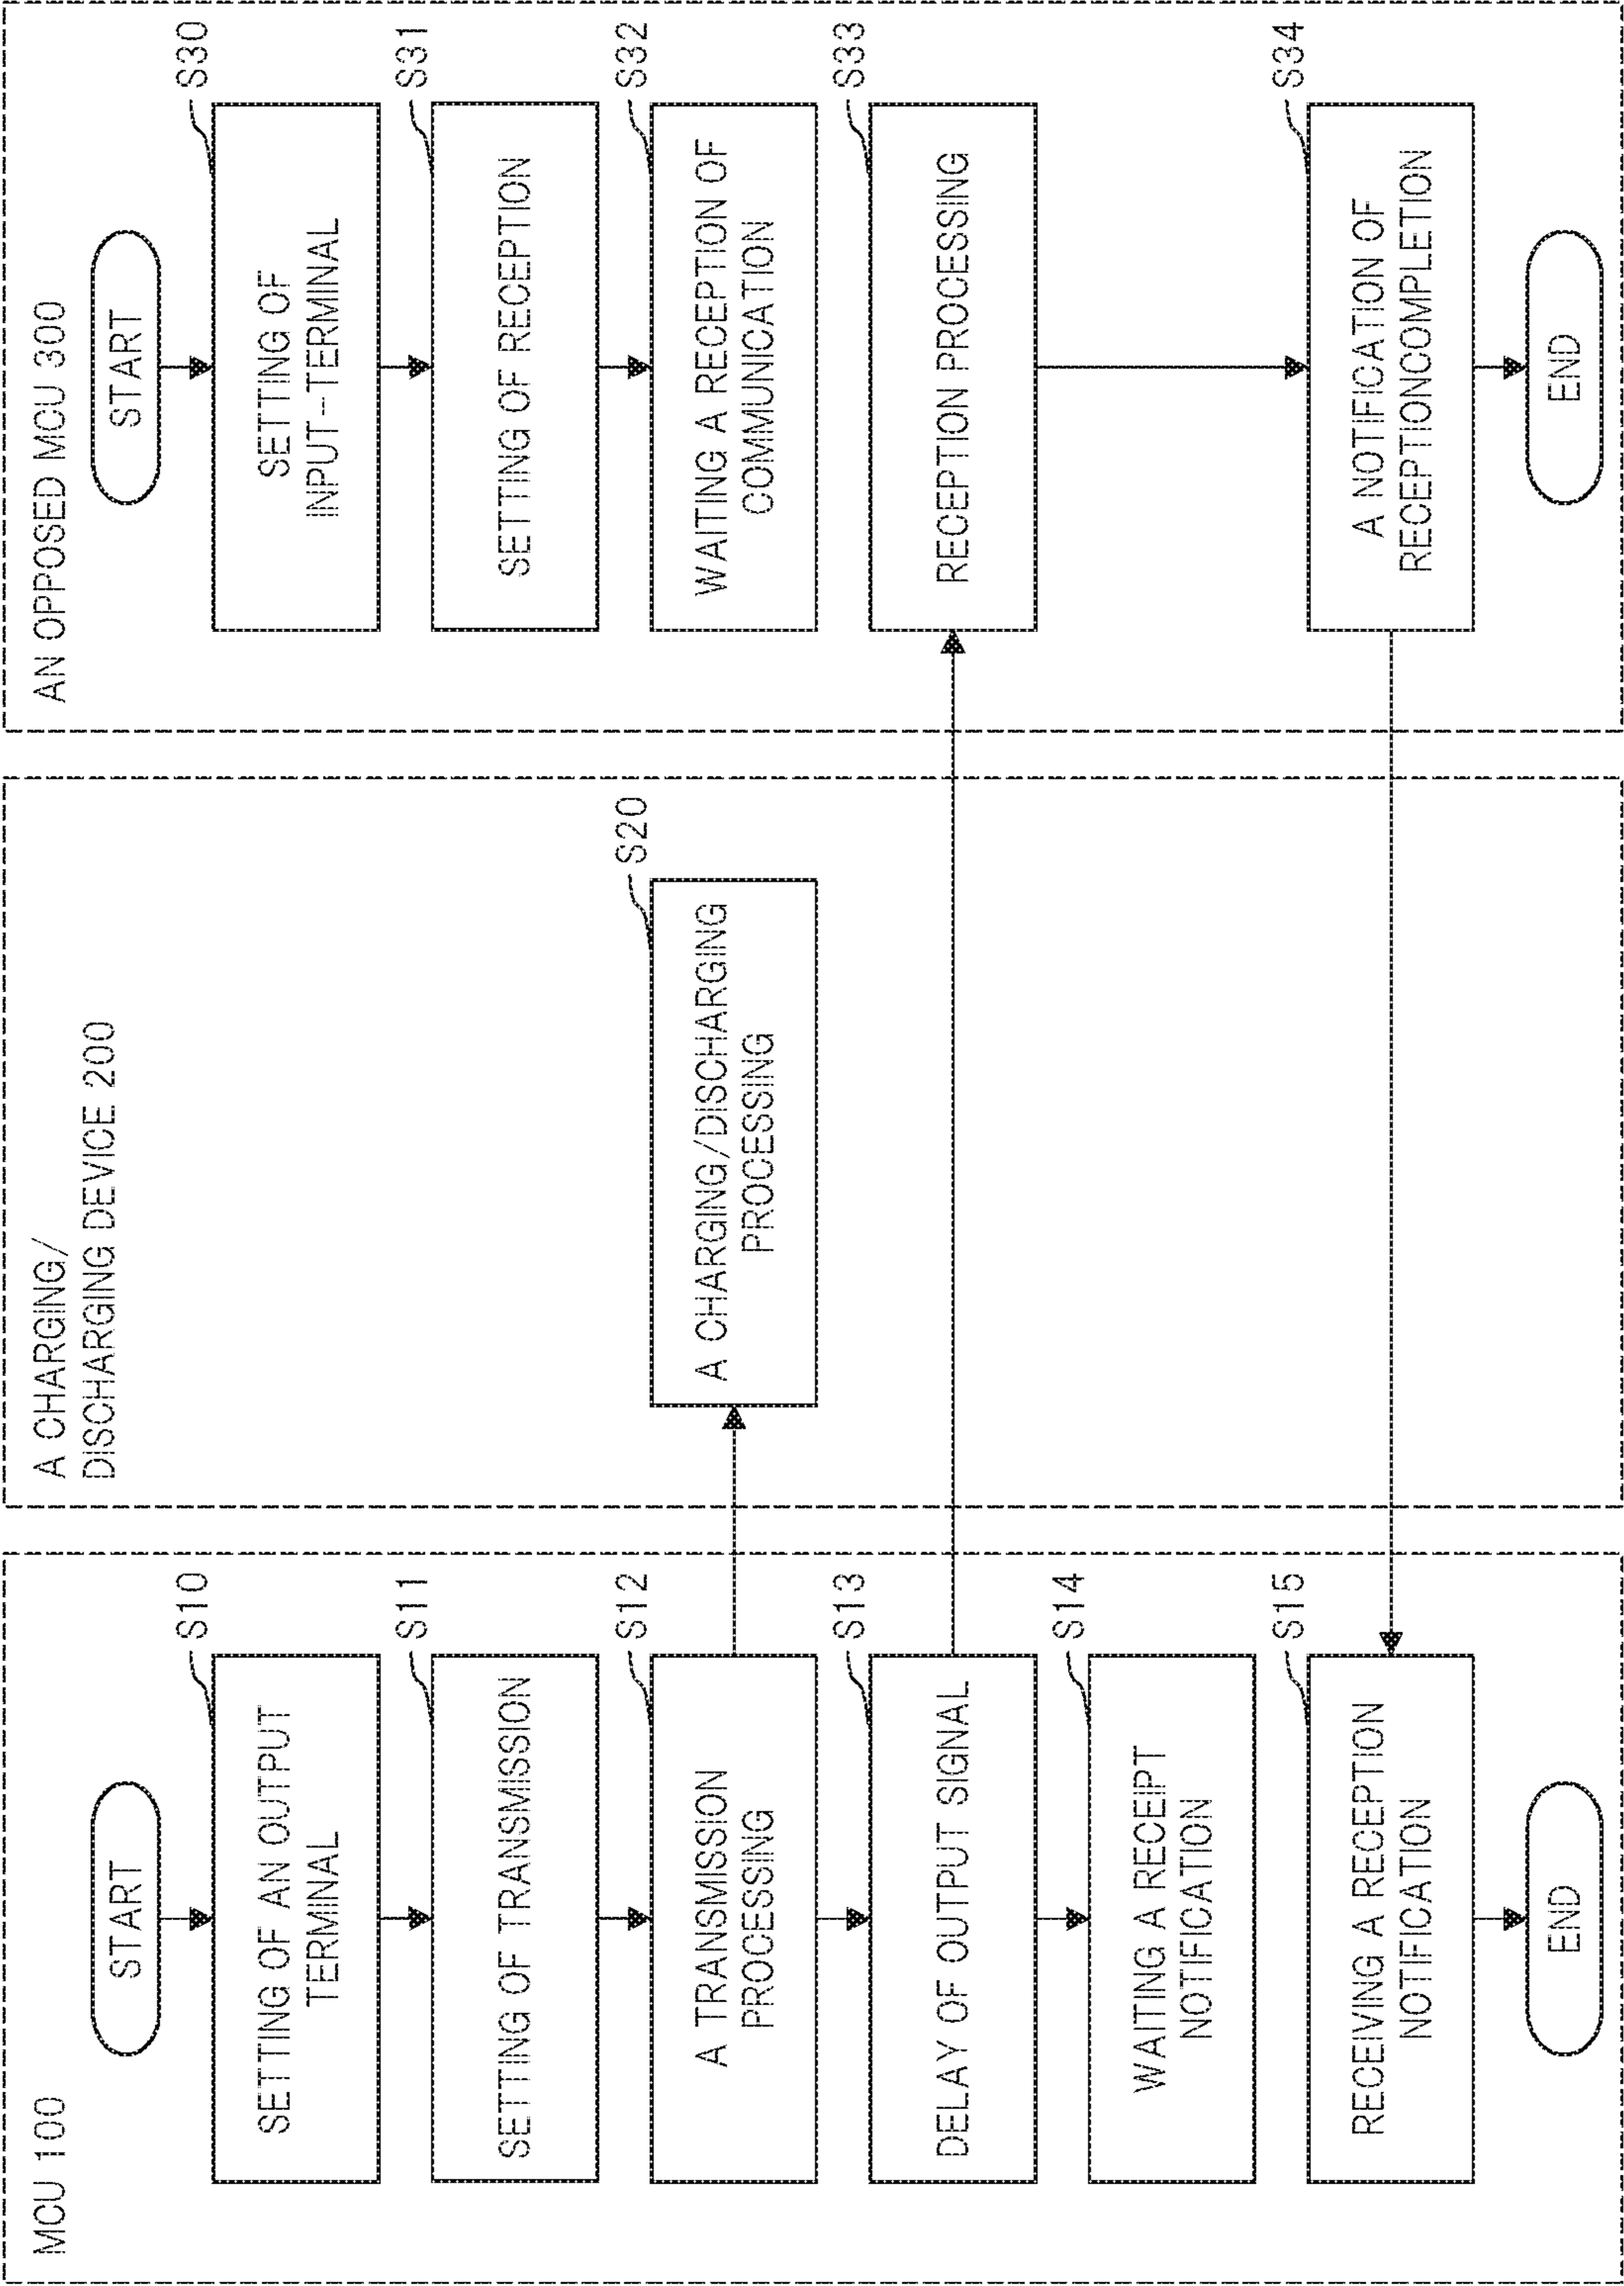 MCU 100
START
S10
SETTING OF AN OUTPUT
TERMINAL
S11
SETTING OF TRANSMISSION
S12
A TRANSMISSION
PROCESSING
S13
DELAY OF OUTPUT SIGNAL
S14
WAITING A RECEIPT
NOTIFICATION
S15
RECEIVING A RECEPTION
NOTIFICATION
END
A CHARGING/
DISCHARGING DEVICE 200
S20
A CHARGING/DISCHARGING
PROCESSING
AN OPPOSED MCU 300
START
S30
SETTING OF
INPUT-TERMINAL
S31
SETTING OF RECEPTION
S32
WAITING A RECEPTION OF
COMMUNICATION
S33
RECEPTION PROCESSING
S34
A NOTIFICATION OF
RECEPTIONCOMPLETION
END